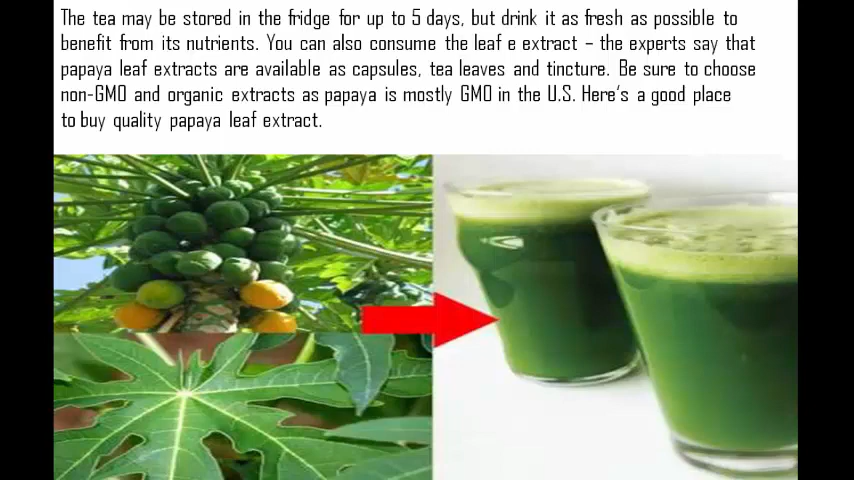 The tea may be stored in the fridge for up to 5 days, but drink it as fresh as possible to
benefit from its nutrients. You can also consume the leaf e extract – the experts say that
papaya leaf extracts are available as capsules, tea leaves and tincture. Be sure to choose
non-GMO and organic extracts as papaya is mostly GMO in the U.S. Here's a good place
to buy quality papaya leaf extract.